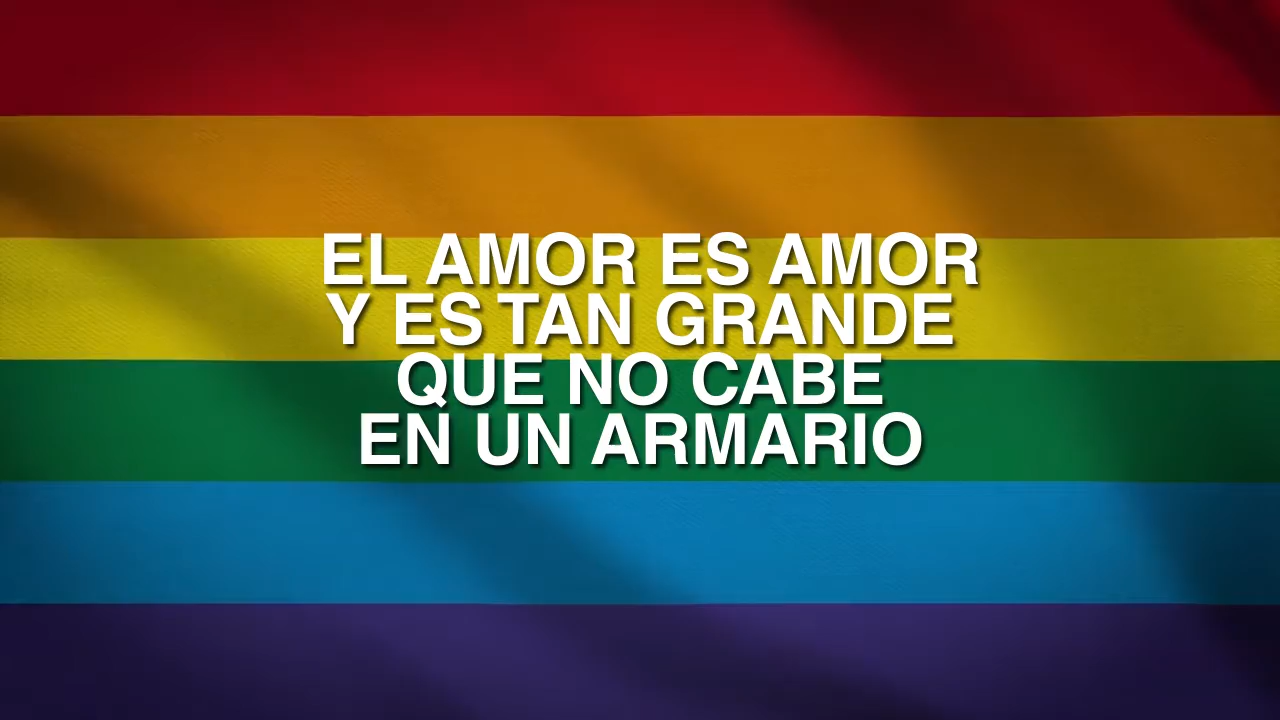 EL AMOR ES AMOR
Y ES TAN GRANDE
QUE NO CABE
EN UN ARMARIO